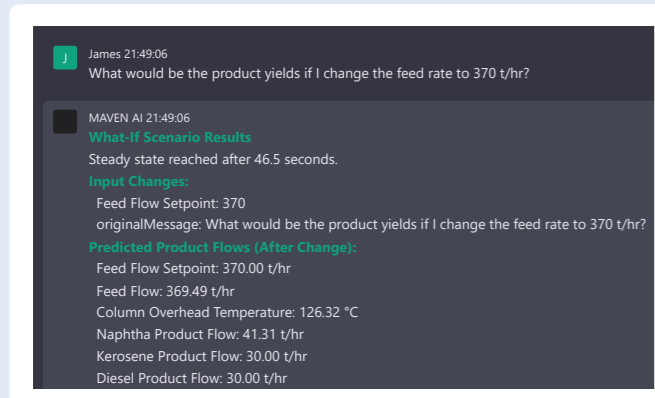 J
James 21:49:06
What would be the product yields if I change the feed rate to 370 t/hr?
MAVEN AI 21:49:06
What-If Scenario Results
Steady state reached after 46.5 seconds.
Input Changes:
Feed Flow Setpoint: 370
originalMessage: What would be the product yields if I change the feed rate to 370 t/hr?
Predicted Product Flows (After Change):
Feed Flow Setpoint: 370.00 t/hr
Feed Flow: 369.49 t/hr
Column Overhead Temperature: 126.32 °C
Naphtha Product Flow: 41.31 t/hr
Kerosene Product Flow: 30.00 t/hr
Diesel Product Flow: 30.00 t/hr